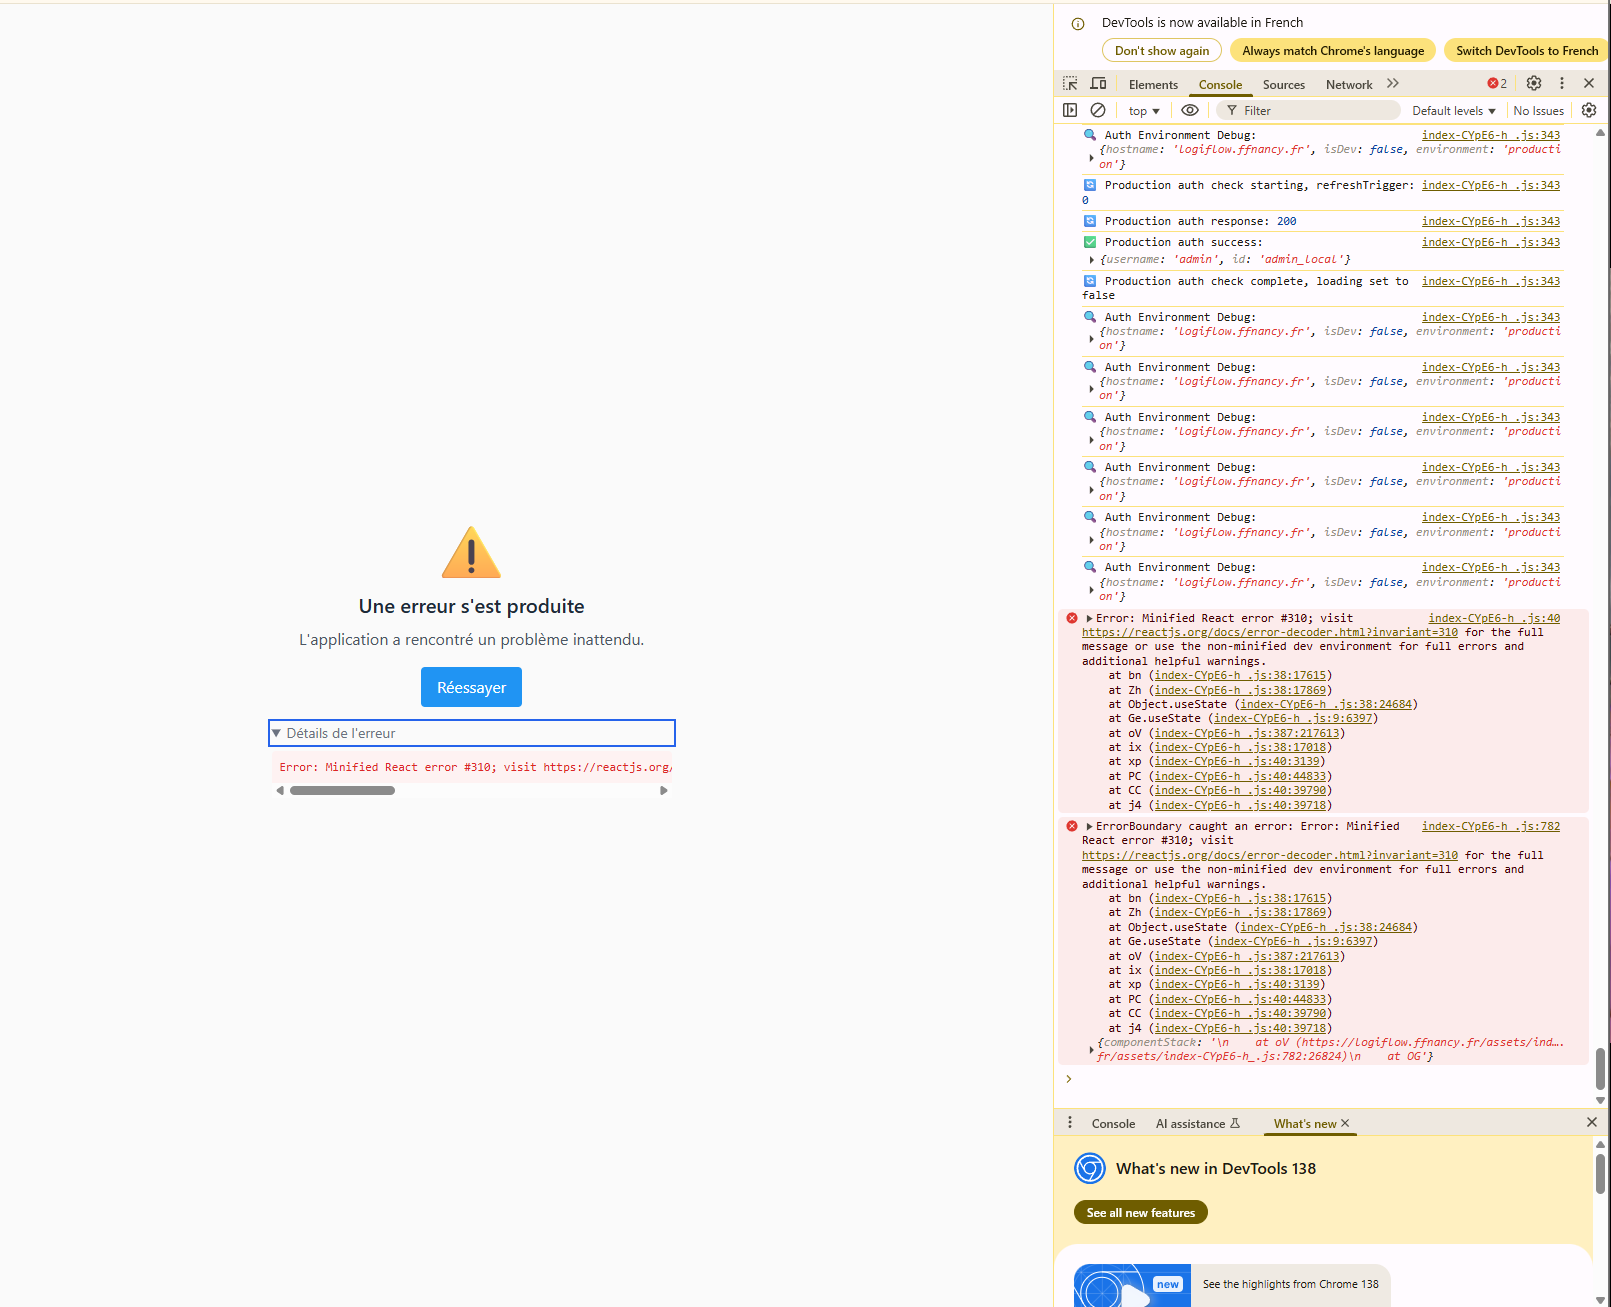 Une erreur s'est produite
L'application a rencontré un problème inattendu.
Réessayer
▼ Détails de l'erreur
Error: Minified React error #310; visit https://reactjs.org/
DevTools is now available in French
Don't show again
Always match Chrome's language
Switch DevTools to French
Elements
Console
Sources
Network
2
top ▼
Filter
Default levels ▼
No Issues
Auth Environment Debug: index-CYpE6-h_.js:343
{hostname: 'logiflow.ffnancy.fr', isDev: false, environment: 'producti
on'}
Production auth check starting, refreshTrigger: index-CYpE6-h_.js:343
0
Production auth response: 200 index-CYpE6-h_.js:343
Production auth success: index-CYpE6-h_.js:343
{username: 'admin', id: 'admin_local'}
Production auth check complete, loading set to index-CYpE6-h_.js:343
false
Auth Environment Debug: index-CYpE6-h_.js:343
{hostname: 'logiflow.ffnancy.fr', isDev: false, environment: 'producti
on'}
Auth Environment Debug: index-CYpE6-h_.js:343
{hostname: 'logiflow.ffnancy.fr', isDev: false, environment: 'producti
on'}
Auth Environment Debug: index-CYpE6-h_.js:343
{hostname: 'logiflow.ffnancy.fr', isDev: false, environment: 'producti
on'}
Auth Environment Debug: index-CYpE6-h_.js:343
{hostname: 'logiflow.ffnancy.fr', isDev: false, environment: 'producti
on'}
Auth Environment Debug: index-CYpE6-h_.js:343
{hostname: 'logiflow.ffnancy.fr', isDev: false, environment: 'producti
on'}
Auth Environment Debug: index-CYpE6-h_.js:343
{hostname: 'logiflow.ffnancy.fr', isDev: false, environment: 'producti
on'}
Error: Minified React error #310; visit index-CYpE6-h_.js:40
https://reactjs.org/docs/error-decoder.html?invariant=310 for the full
message or use the non-minified dev environment for full errors and
additional helpful warnings.
at bn (index-CYpE6-h_.js:38:17615)
at Zh (index-CYpE6-h_.js:38:17869)
at Object.useState (index-CYpE6-h_.js:38:24684)
at Ge.useState (index-CYpE6-h_.js:9:6397)
at oV (index-CYpE6-h_.js:387:217613)
at ix (index-CYpE6-h_.js:38:17018)
at xp (index-CYpE6-h_.js:40:3139)
at PC (index-CYpE6-h_.js:40:44833)
at CC (index-CYpE6-h_.js:40:39790)
at j4 (index-CYpE6-h_.js:40:39718)
ErrorBoundary caught an error: Error: Minified index-CYpE6-h_.js:782
React error #310; visit
https://reactjs.org/docs/error-decoder.html?invariant=310 for the full
message or use the non-minified dev environment for full errors and
additional helpful warnings.
at bn (index-CYpE6-h_.js:38:17615)
at Zh (index-CYpE6-h_.js:38:17869)
at Object.useState (index-CYpE6-h_.js:38:24684)
at Ge.useState (index-CYpE6-h_.js:9:6397)
at oV (index-CYpE6-h_.js:387:217613)
at ix (index-CYpE6-h_.js:38:17018)
at xp (index-CYpE6-h_.js:40:3139)
at PC (index-CYpE6-h_.js:40:44833)
at CC (index-CYpE6-h_.js:40:39790)
at j4 (index-CYpE6-h_.js:40:39718)
{componentStack: '\n    at oV (https://logiflow.ffnancy.fr/assets/ind…
fr/assets/index-CYpE6-h_.js:782:26824)\n    at OG'}
Console
AI assistance
What's new
What's new in DevTools 138
See all new features
new
See the highlights from Chrome 138